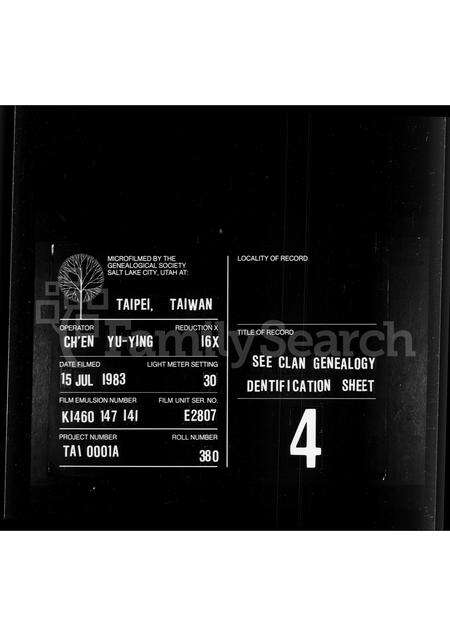 MICROFILMED BY THE
GENEALOGICAL SOCIETY
SALT LAKE CITY, UTAH AT:
TAIPEI, TAIWAN
OPERATOR REDUCTION X
CH'EN YU-YING 16X
DATE FILMED LIGHT METER SETTING
15 JUL 1983 30
FILM EMULSION NUMBER FILM UNIT SER. NO.
K1460 147 141 E2807
PROJECT NUMBER ROLL NUMBER
TAI 0001A 380
LOCALITY OF RECORD
TITLE OF RECORD
SEE CLAN GENEALOGY
DENTIFICATION SHEET
4
FamilySearch